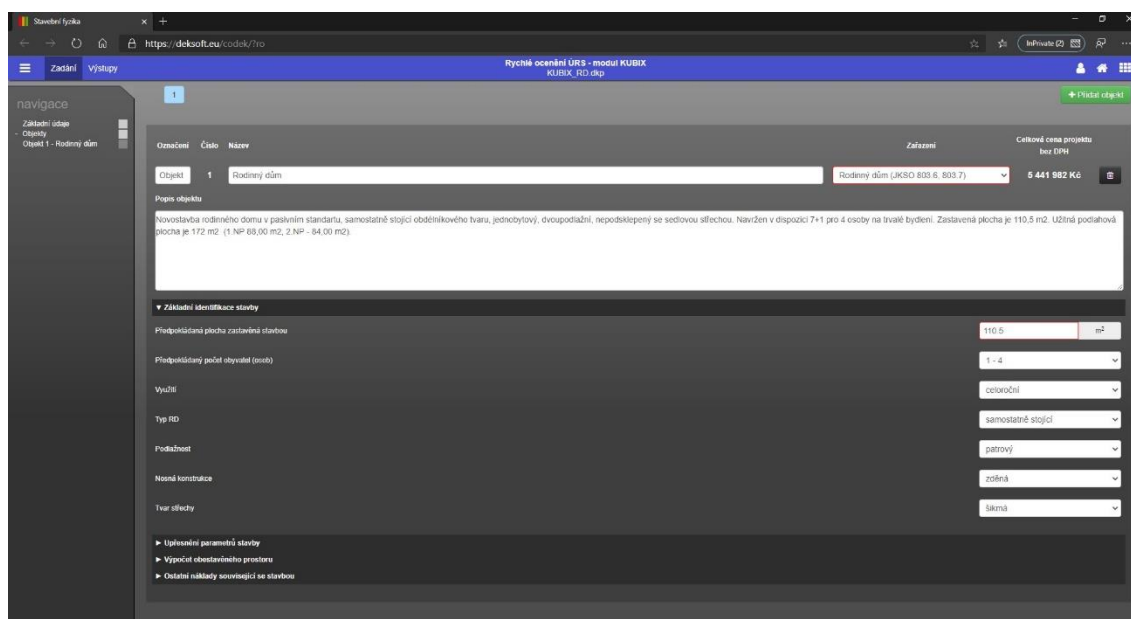 Stavební fyzika
https://deksoft.eu/codek/?ro
InPrivate (2)
Zadání Výstupy
Rychlé ocenění ÚRS - modul KUBIX
KUBIX_RD.dkp
navigace
1
+ Přidat objekt
Základní údaje
- Objekty
Objekt 1 - Rodinný dům
Označení Číslo Název Zařazení Celková cena projektu
bez DPH
Objekt 1 Rodinný dům Rodinný dům (JKSO 803.6, 803.7) 5 441 982 Kč
Popis objektu
Novostavba rodinného domu v pasivním standartu, samostatně stojící obdélníkového tvaru, jednobytový, dvoupodlažní, nepodsklepený se sedlovou střechou. Navržen v dispozici 7+1 pro 4 osoby na trvalé bydlení. Zastavená plocha je 110,5 m2. Užitná podlahová
plocha je 172 m2 (1.NP 88,00 m2, 2.NP - 84,00 m2)
▼ Základní identifikace stavby
Předpokládaná plocha zastavěná stavbou 110.5 m²
Předpokládaný počet obyvatel (osob) 1 - 4
Využití celoroční
Typ RD samostatně stojící
Podlažnost patrový
Nosná konstrukce zděná
Tvar střechy šikmá
► Upřesnění parametrů stavby
► Výpočet obestavěného prostoru
► Ostatní náklady související se stavbou